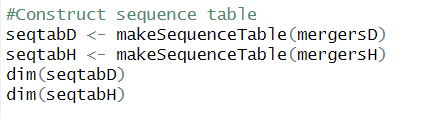 #Construct sequence table
seqtabD <- makeSequenceTable(mergersD)
seqtabH <- makeSequenceTable(mergersH)
dim(seqtabD)
dim(seqtabH)